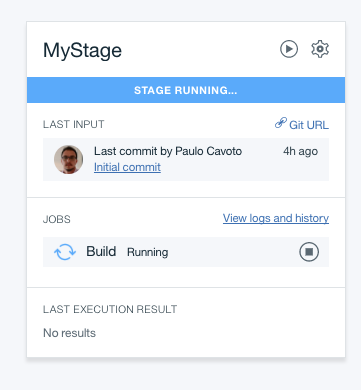 MyStage
STAGE RUNNING...
LAST INPUT Git URL
Last commit by Paulo Cavoto 4h ago
Initial commit
JOBS View logs and history
Build Running
LAST EXECUTION RESULT
No results